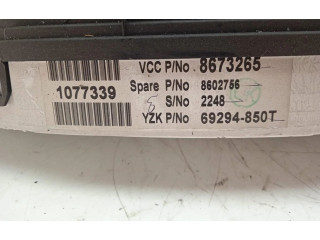 VCC P/No 8673265
Spare P/No 8602756
S/No 2248
YZK P/No 69294-850T
1077339